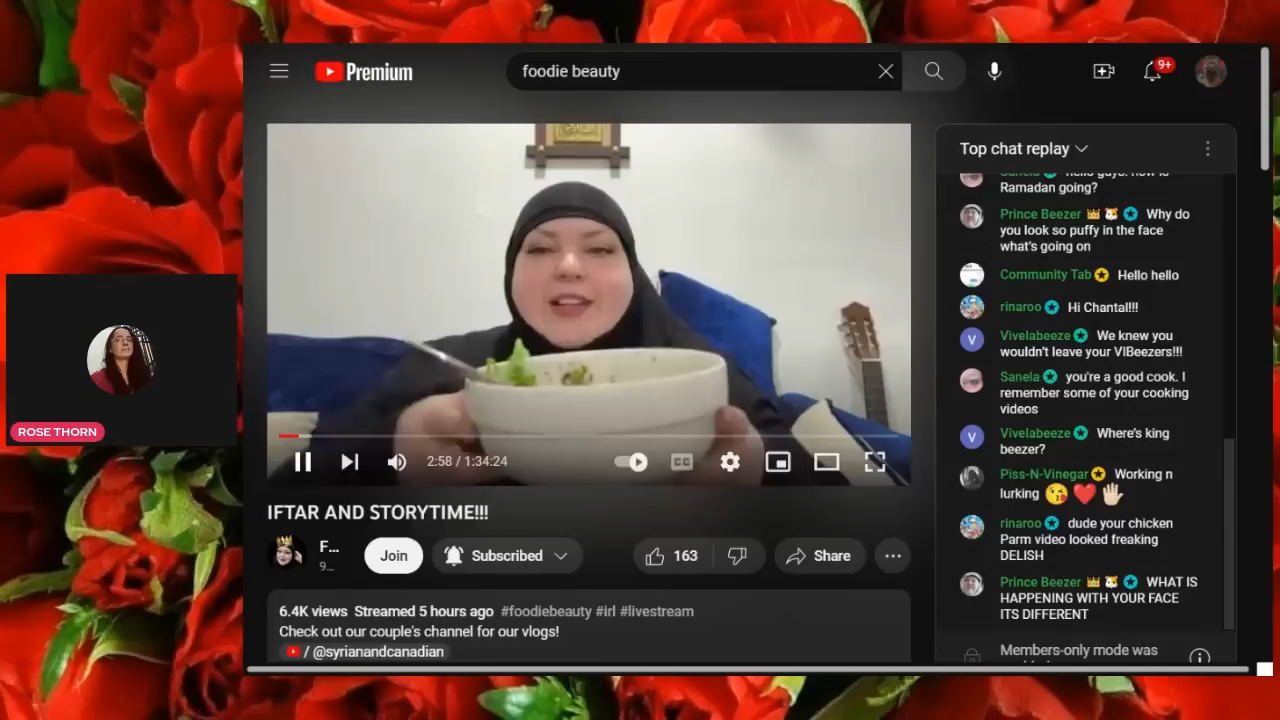 Premium
foodie beauty
9+
Top chat replay
Ramadan going?
Prince Beezer Why do
you look so puffy in the face
what's going on
Community Tab Hello hello
rinaroo Hi Chantal!!!
Vivelabeeze We knew you
wouldn't leave your VIBeezers!!!
Sanela you're a good cook. I
remember some of your cooking
videos
V
Vivelabeeze Where's king
beezer?
V
Piss-N-Vinegar Working n
lurking
rinaroo dude your chicken
Parm video looked freaking
DELISH
Prince Beezer WHAT IS
HAPPENING WITH YOUR FACE
ITS DIFFERENT
Members-only mode was
ROSE THORN
2:58 / 1:34:24
CC
IFTAR AND STORYTIME!!!
F...
9...
Join
Subscribed
163
Share
6.4K views Streamed 5 hours ago #foodiebeauty #irl #livestream
Check out our couple's channel for our vlogs!
/ @syrianandcanadian